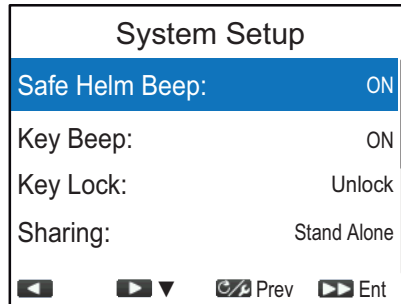 System Setup
Safe Helm Beep: ON
Key Beep: ON
Key Lock: Unlock
Sharing: Stand Alone
◀ ▶ ▼ Prev ▶▶ Ent